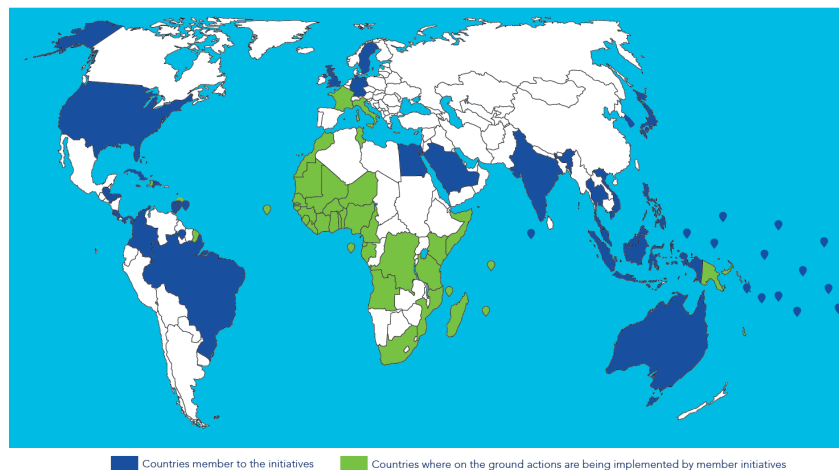 Countries member to the initiatives
Countries where on the ground actions are being implemented by member initiatives